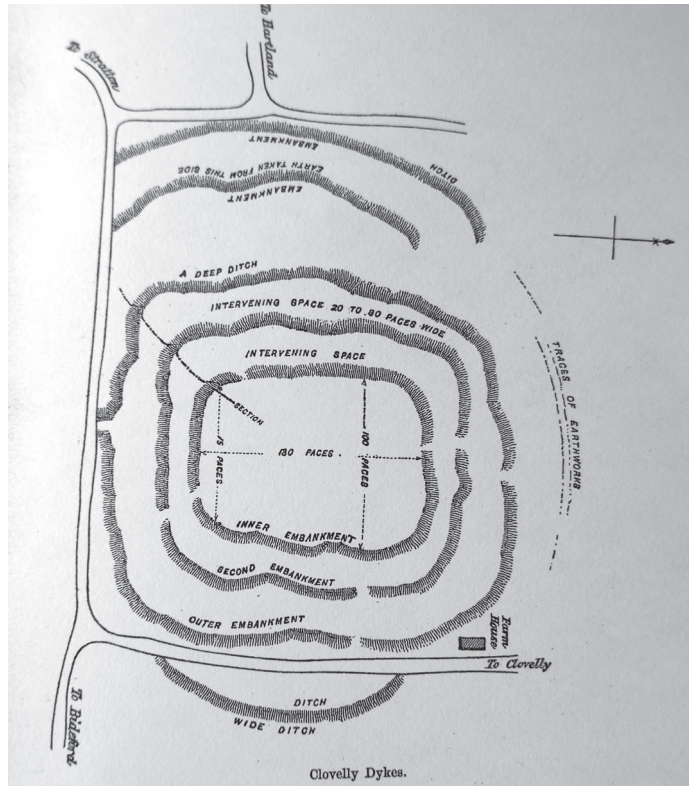 To Hartland
To Stratton
EMBANKMENT
DITCH
EARTH TAKEN FROM THIS SIDE
EMBANKMENT
A DEEP DITCH
INTERVENING SPACE 20 TO 80 PACES WIDE
INTERVENING SPACE
TRACES OF EARTHWORKS
SECTION
75 PACES
130 PACES.
100 PACES
INNER EMBANKMENT
SECOND EMBANKMENT
OUTER EMBANKMENT
Farm
House
To Clovelly
To Bideford
DITCH
WIDE DITCH
Clovelly Dykes.